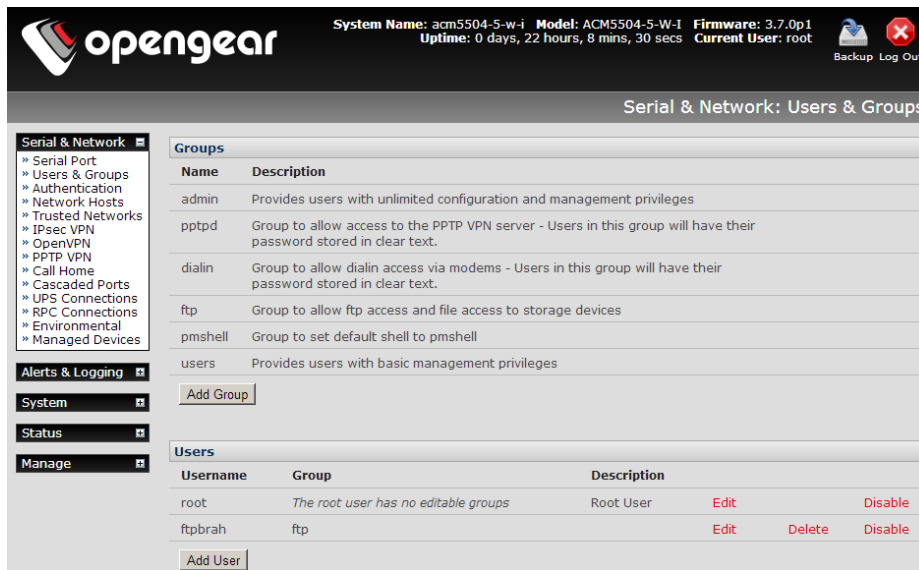 opengear
System Name: acm5504-5-w-i Model: ACM5504-5-W-I Firmware: 3.7.0p1
Uptime: 0 days, 22 hours, 8 mins, 30 secs Current User: root
Backup Log Out
Serial & Network: Users & Groups
Serial & Network
» Serial Port
» Users & Groups
» Authentication
» Network Hosts
» Trusted Networks
» IPsec VPN
» OpenVPN
» PPTP VPN
» Call Home
» Cascaded Ports
» UPS Connections
» RPC Connections
» Environmental
» Managed Devices
Alerts & Logging
System
Status
Manage
Groups
Name Description
admin Provides users with unlimited configuration and management privileges
pptpd Group to allow access to the PPTP VPN server - Users in this group will have their
password stored in clear text.
dialin Group to allow dialin access via modems - Users in this group will have their
password stored in clear text.
ftp Group to allow ftp access and file access to storage devices
pmshell Group to set default shell to pmshell
users Provides users with basic management privileges
Add Group
Users
Username Group Description
root The root user has no editable groups Root User Edit Disable
ftpbrah ftp Edit Delete Disable
Add User